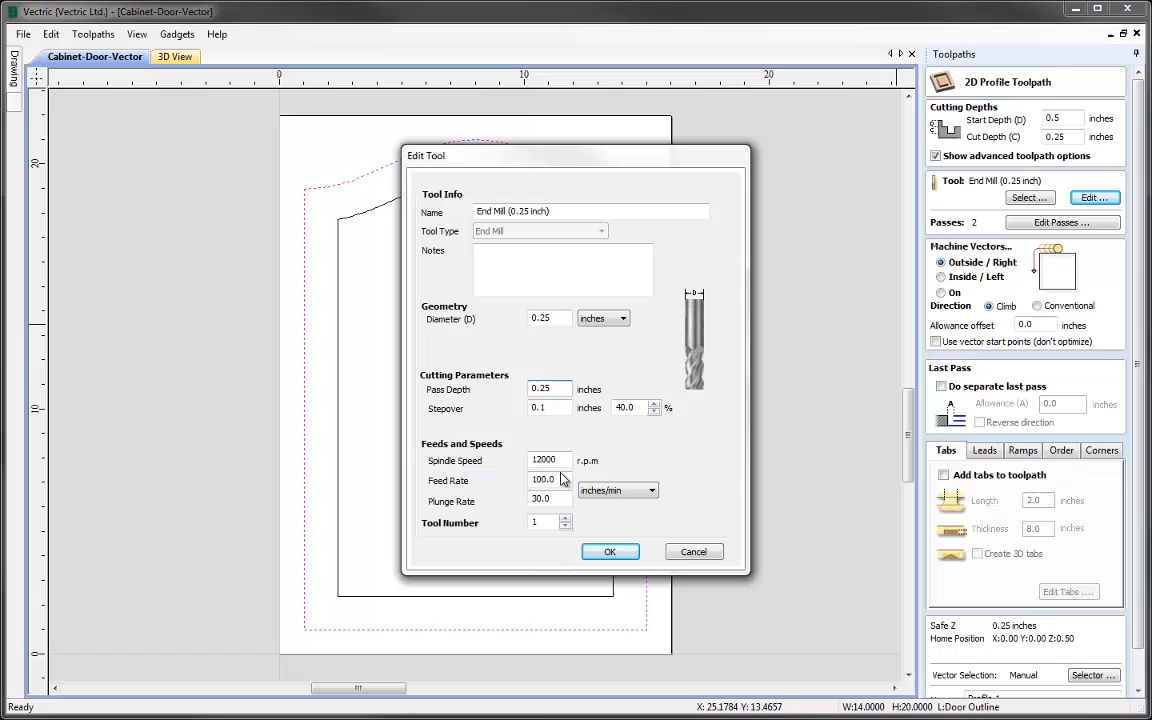 Vectric {Vectric Ltd.} - [Cabinet-Door-Vector]
File Edit Toolpaths View Gadgets Help
Cabinet-Door-Vector 3D View
Drawing
0 10 20
20
10
0
Edit Tool
Tool Info
Name End Mill (0.25 inch)
Tool Type End Mill
Notes
Geometry
Diameter (D) 0.25 inches
D
Cutting Parameters
Pass Depth 0.25 inches
Stepover 0.1 inches 40.0 %
Feeds and Speeds
Spindle Speed 12000 r.p.m
Feed Rate 100.0
inches/min
Plunge Rate 30.0
Tool Number 1
OK Cancel
Toolpaths
2D Profile Toolpath
Cutting Depths
Start Depth (D) 0.5 inches
Cut Depth (C) 0.25 inches
Show advanced toolpath options
Tool: End Mill (0.25 inch)
Select ... Edit ...
Passes: 2 Edit Passes ...
Machine Vectors...
Outside / Right
Inside / Left
On
Direction Climb Conventional
Allowance offset 0.0 inches
Use vector start points (don't optimize)
Last Pass
Do separate last pass
A Allowance (A) 0.0 inches
Reverse direction
Tabs Leads Ramps Order Corners
Add tabs to toolpath
Length 2.0 inches
Thickness 8.0 inches
Create 3D tabs
Edit Tabs ....
Safe Z 0.25 inches
Home Position X:0.00 Y:0.00 Z:0.50
Vector Selection: Manual Selector ...
Ready X: 25.1784 Y: 13.4657 W:14.0000 H:20.0000 L:Door Outline